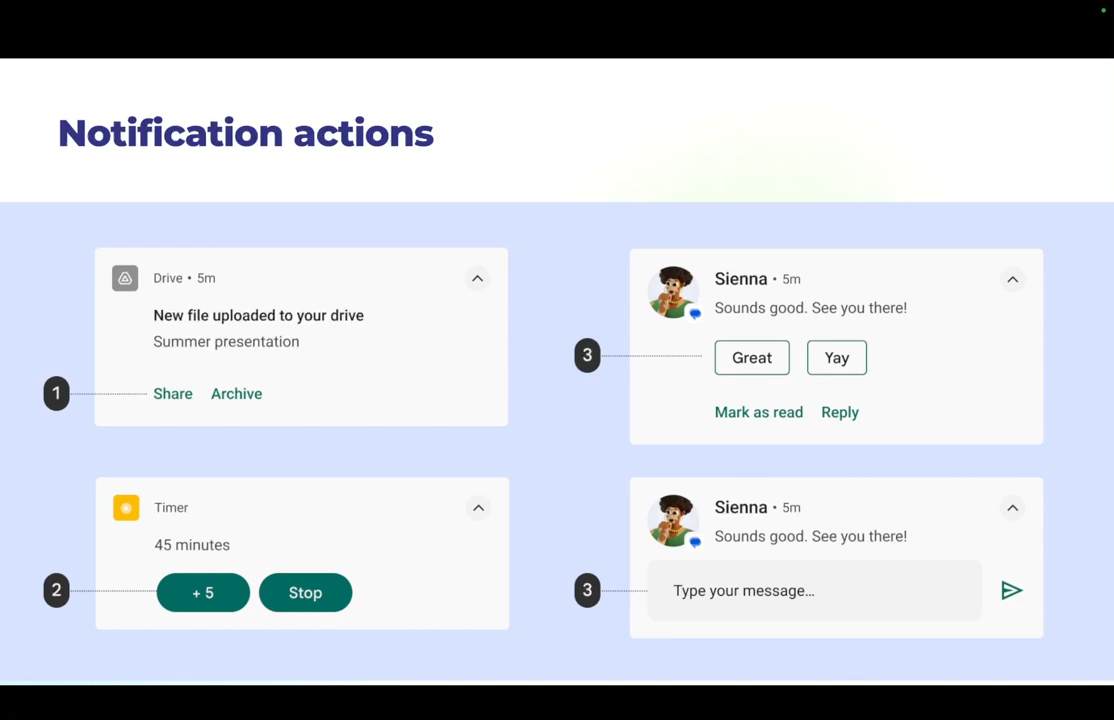 Notification actions
Drive • 5m
New file uploaded to your drive
Summer presentation
1
Share Archive
Timer
45 minutes
2
+ 5 Stop
Sienna • 5m
Sounds good. See you there!
3
Great Yay
Mark as read Reply
Sienna • 5m
Sounds good. See you there!
3
Type your message...